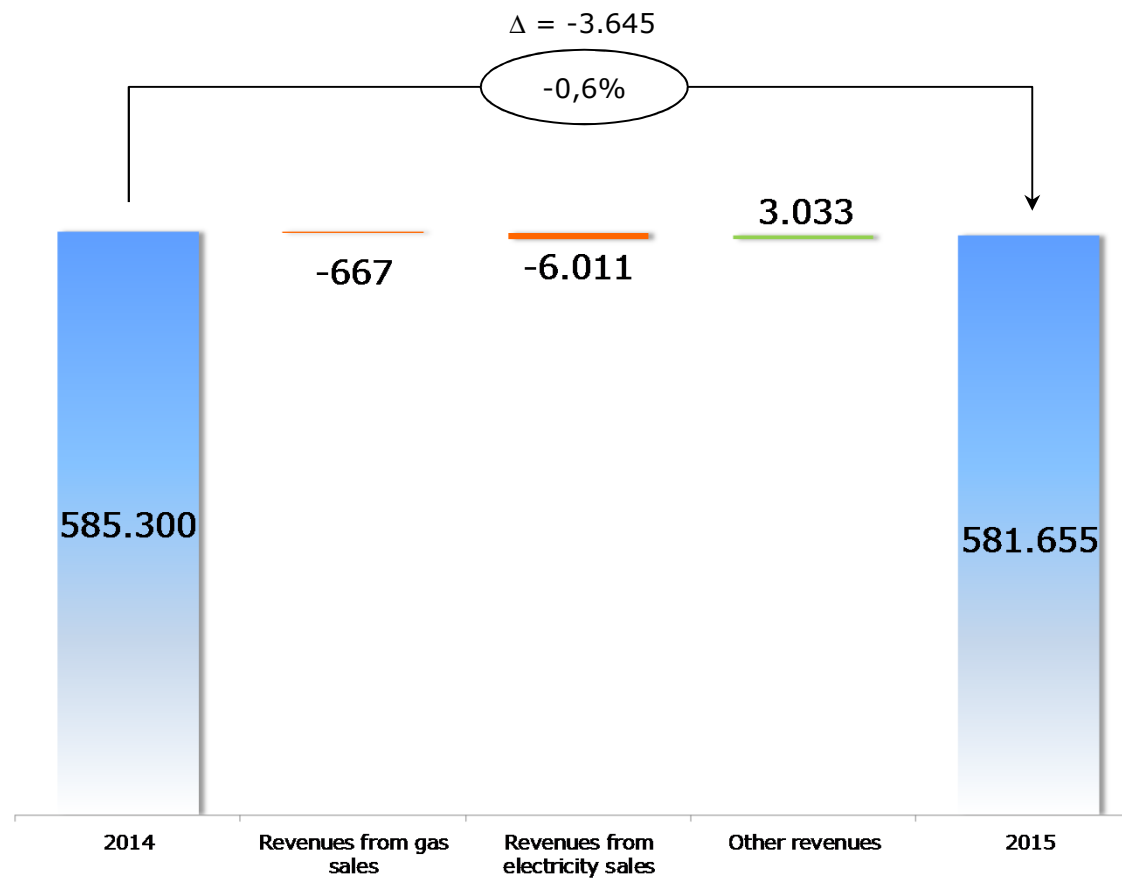 Δ = -3.645
-0,6%
3.033
-667
-6.011
585.300
581.655
2014
Revenues from gas
sales
Revenues from
electricity sales
Other revenues
2015